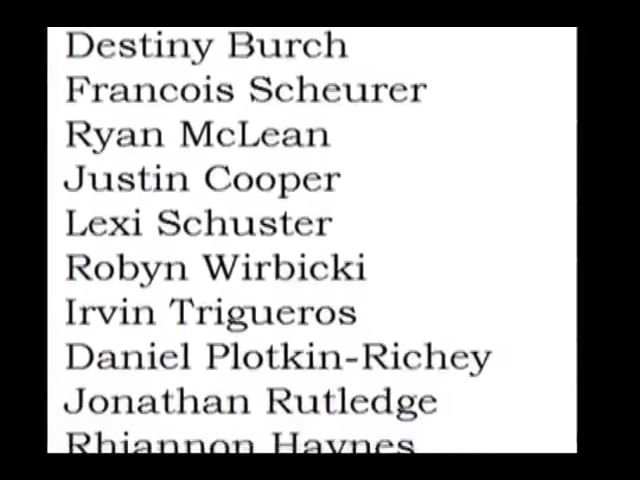 Destiny Burch
Francois Scheurer
Ryan McLean
Justin Cooper
Lexi Schuster
Robyn Wirbicki
Irvin Trigueros
Daniel Plotkin-Richey
Jonathan Rutledge
Rhiannon Haynes